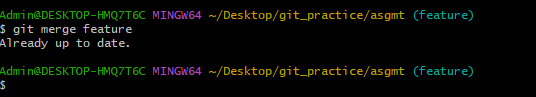 Admin@DESKTOP-HMQ7T6C MINGW64 ~/Desktop/git_practice/asgmt (feature)
$ git merge feature
Already up to date.
Admin@DESKTOP-HMQ7T6C MINGW64 ~/Desktop/git_practice/asgmt (feature)
$